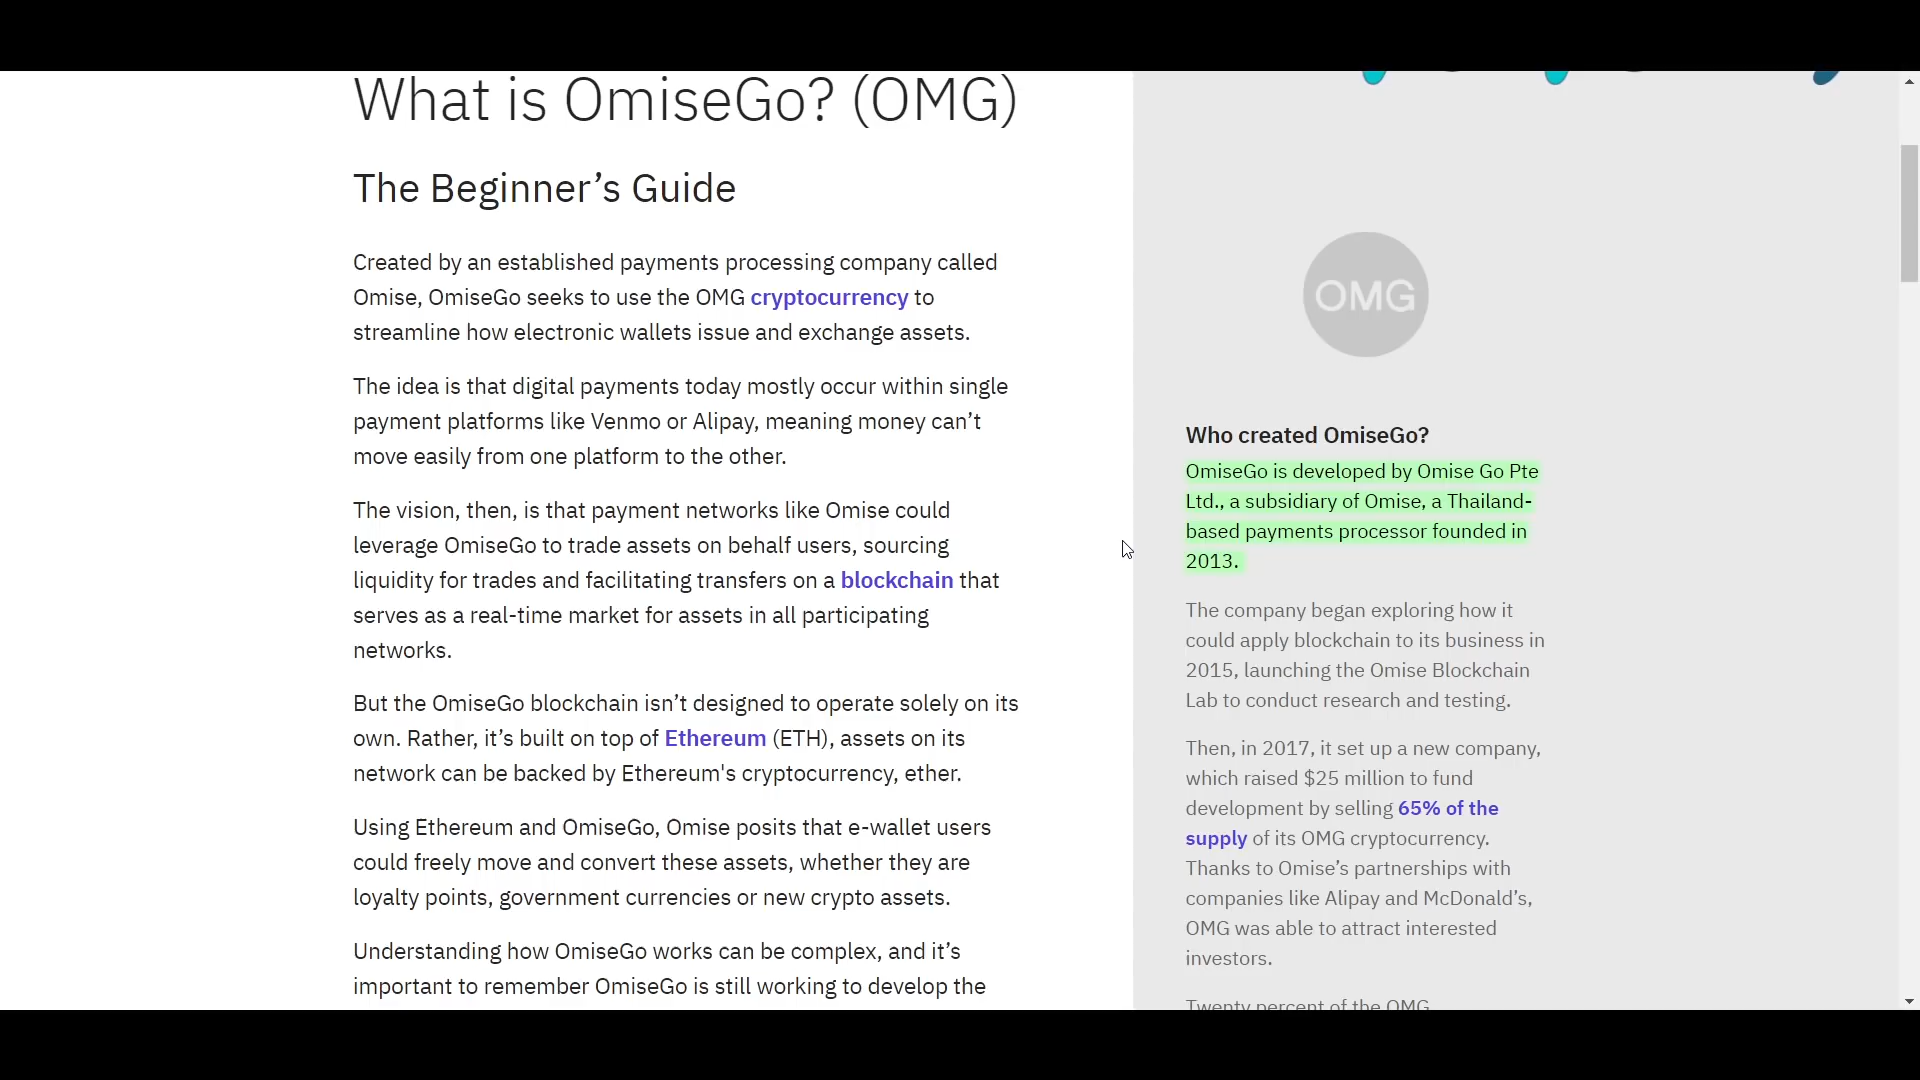 What is OmiseGo? (OMG)
The Beginner’s Guide
Created by an established payments processing company called
Omise, OmiseGo seeks to use the OMG cryptocurrency to
streamline how electronic wallets issue and exchange assets.
The idea is that digital payments today mostly occur within single
payment platforms like Venmo or Alipay, meaning money can’t
move easily from one platform to the other.
The vision, then, is that payment networks like Omise could
leverage OmiseGo to trade assets on behalf users, sourcing
liquidity for trades and facilitating transfers on a blockchain that
serves as a real-time market for assets in all participating
networks.
But the OmiseGo blockchain isn’t designed to operate solely on its
own. Rather, it’s built on top of Ethereum (ETH), assets on its
network can be backed by Ethereum's cryptocurrency, ether.
Using Ethereum and OmiseGo, Omise posits that e-wallet users
could freely move and convert these assets, whether they are
loyalty points, government currencies or new crypto assets.
Understanding how OmiseGo works can be complex, and it’s
important to remember OmiseGo is still working to develop the
OMG
Who created OmiseGo?
OmiseGo is developed by Omise Go Pte
Ltd., a subsidiary of Omise, a Thailand-
based payments processor founded in
2013.
The company began exploring how it
could apply blockchain to its business in
2015, launching the Omise Blockchain
Lab to conduct research and testing.
Then, in 2017, it set up a new company,
which raised $25 million to fund
development by selling 65% of the
supply of its OMG cryptocurrency.
Thanks to Omise’s partnerships with
companies like Alipay and McDonald’s,
OMG was able to attract interested
investors.
Twenty percent of the OMG